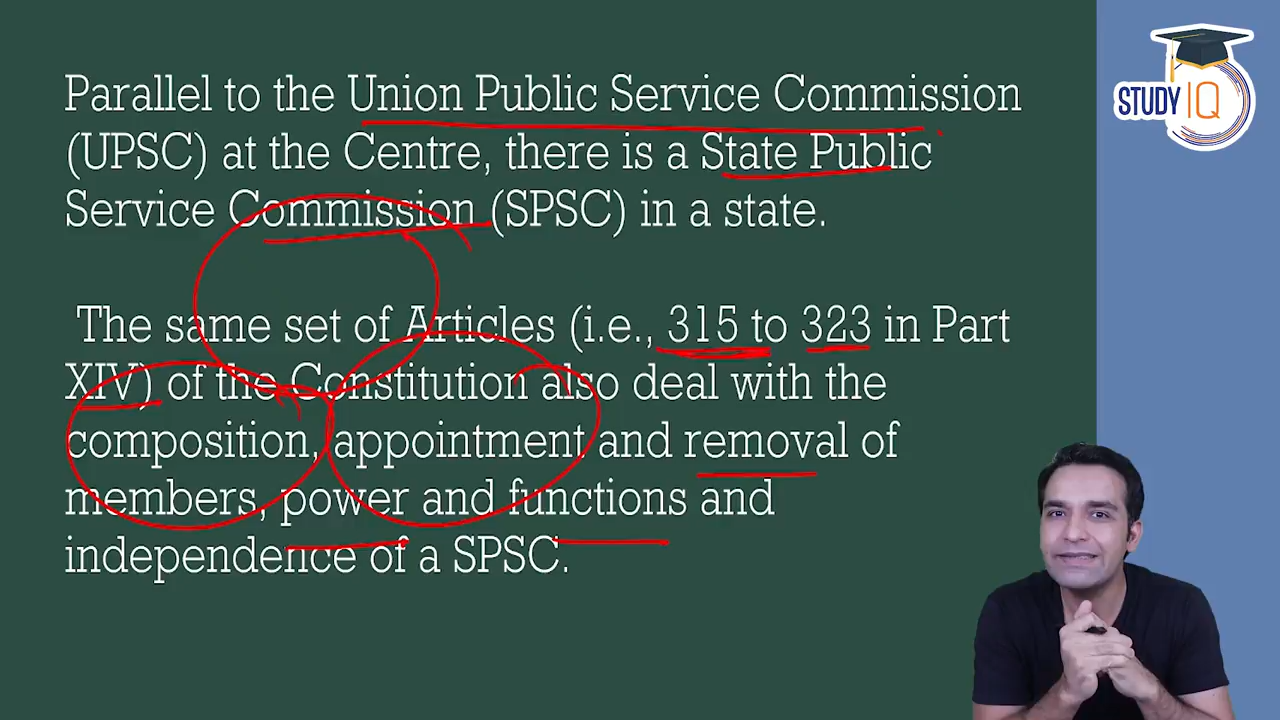 Parallel to the Union Public Service Commission
(UPSC) at the Centre, there is a State Public
Service Commission (SPSC) in a state.
The same set of Articles (i.e., 315 to 323 in Part
XIV) of the Constitution also deal with the
composition, appointment and removal of
members, power and functions and
independence of a SPSC.
STUDY IQ